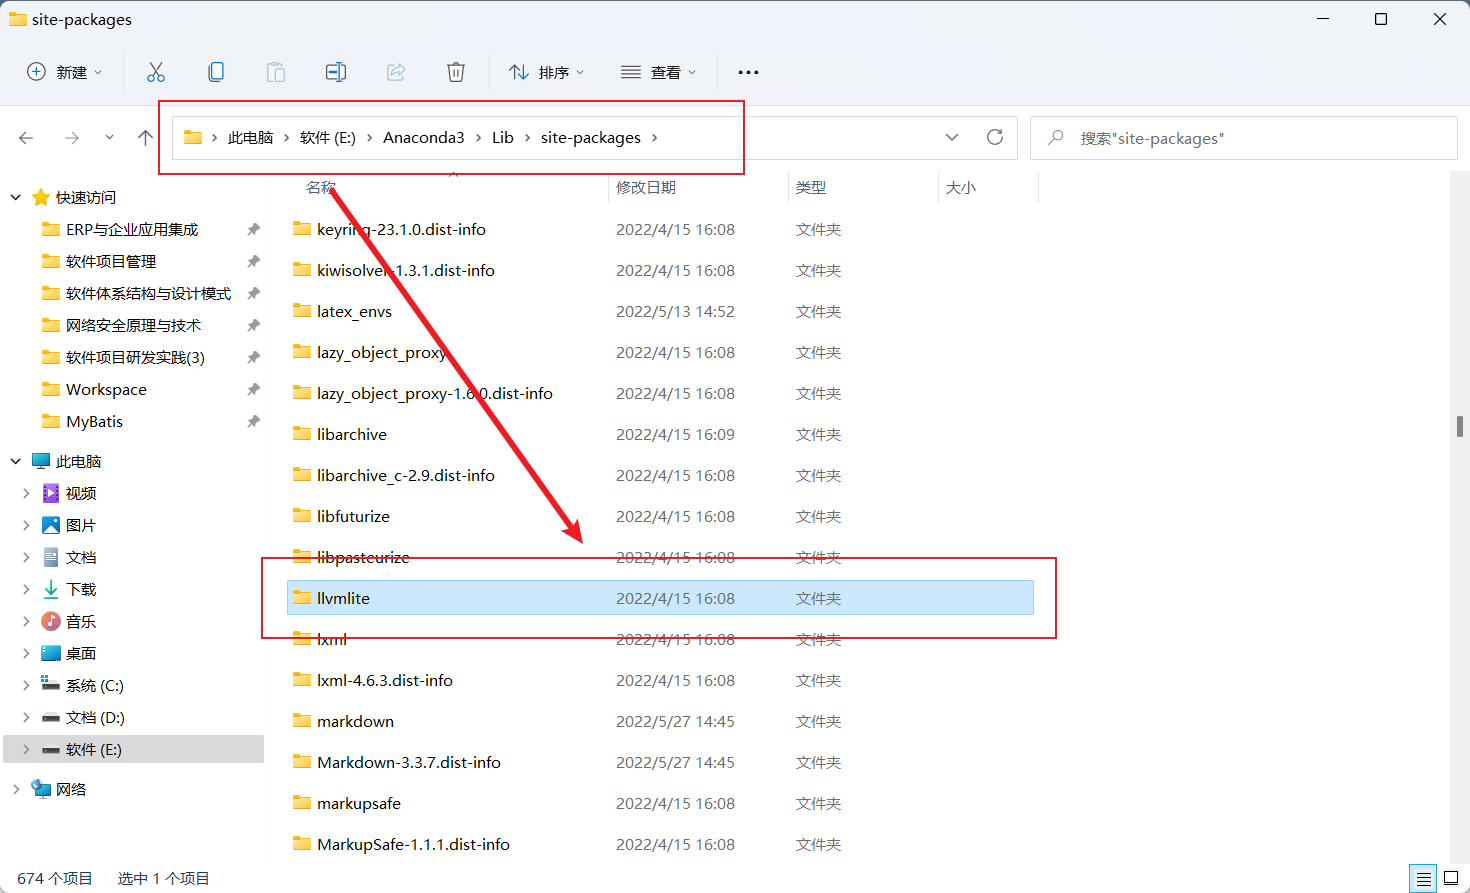 site-packages
新建
排序
查看
此电脑 > 软件 (E:) > Anaconda3 > Lib > site-packages >
搜索"site-packages"
名称 修改日期 类型 大小
快速访问
ERP与企业应用集成
软件项目管理
软件体系结构与设计模式
网络安全原理与技术
软件项目研发实践(3)
Workspace
MyBatis
此电脑
视频
图片
文档
下载
音乐
桌面
系统 (C:)
文档 (D:)
软件 (E:)
网络
keyring-23.1.0.dist-info 2022/4/15 16:08 文件夹
kiwisolver-1.3.1.dist-info 2022/4/15 16:08 文件夹
latex_envs 2022/5/13 14:52 文件夹
lazy_object_proxy 2022/4/15 16:08 文件夹
lazy_object_proxy-1.6.0.dist-info 2022/4/15 16:08 文件夹
libarchive 2022/4/15 16:09 文件夹
libarchive_c-2.9.dist-info 2022/4/15 16:08 文件夹
libfuturize 2022/4/15 16:08 文件夹
libpasteurize 2022/4/15 16:08 文件夹
llvmlite 2022/4/15 16:08 文件夹
lxml 2022/4/15 16:08 文件夹
lxml-4.6.3.dist-info 2022/4/15 16:08 文件夹
markdown 2022/5/27 14:45 文件夹
Markdown-3.3.7.dist-info 2022/5/27 14:45 文件夹
markupsafe 2022/4/15 16:08 文件夹
MarkupSafe-1.1.1.dist-info 2022/4/15 16:08 文件夹
674 个项目 选中 1 个项目